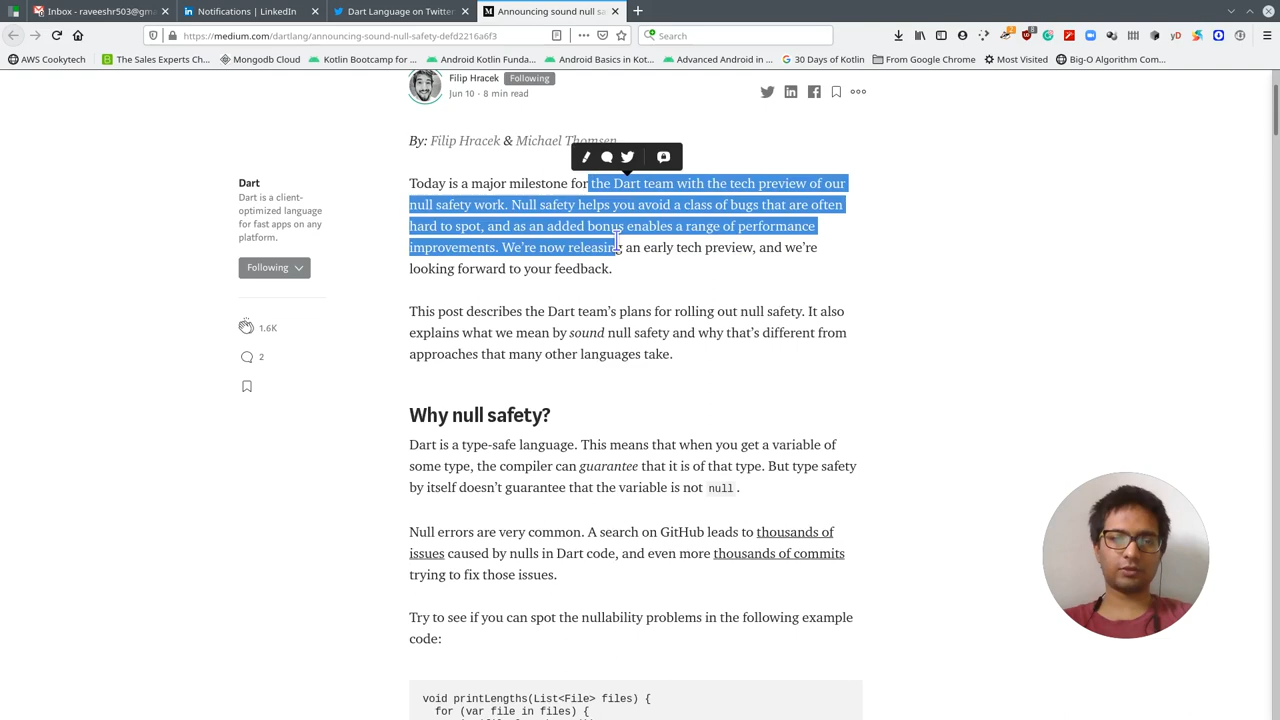 Inbox - raveeshr503@gm
Notifications | LinkedIn
Dart Language on Twitter
Announcing sound null sa
https://medium.com/dartlang/announcing-sound-null-safety-defd2216a6f3
Search
AWS Cookytech
The Sales Experts Ch…
Mongodb Cloud
Kotlin Bootcamp for …
Android Kotlin Funda…
Android Basics in Kot…
Advanced Android in …
30 Days of Kotlin
From Google Chrome
Most Visited
Big-O Algorithm Com…
Filip Hracek Following
Jun 10 · 8 min read
By: Filip Hracek & Michael Thomsen
Today is a major milestone for the Dart team with the tech preview of our
null safety work. Null safety helps you avoid a class of bugs that are often
hard to spot, and as an added bonus enables a range of performance
improvements. We’re now releasing an early tech preview, and we’re
looking forward to your feedback.
Dart
Dart is a client-
optimized language
for fast apps on any
platform.
Following
1.6K
2
This post describes the Dart team’s plans for rolling out null safety. It also
explains what we mean by sound null safety and why that’s different from
approaches that many other languages take.
Why null safety?
Dart is a type-safe language. This means that when you get a variable of
some type, the compiler can guarantee that it is of that type. But type safety
by itself doesn’t guarantee that the variable is not null.
Null errors are very common. A search on GitHub leads to thousands of
issues caused by nulls in Dart code, and even more thousands of commits
trying to fix those issues.
Try to see if you can spot the nullability problems in the following example
code:
void printLengths(List<File> files) {
for (var file in files) {